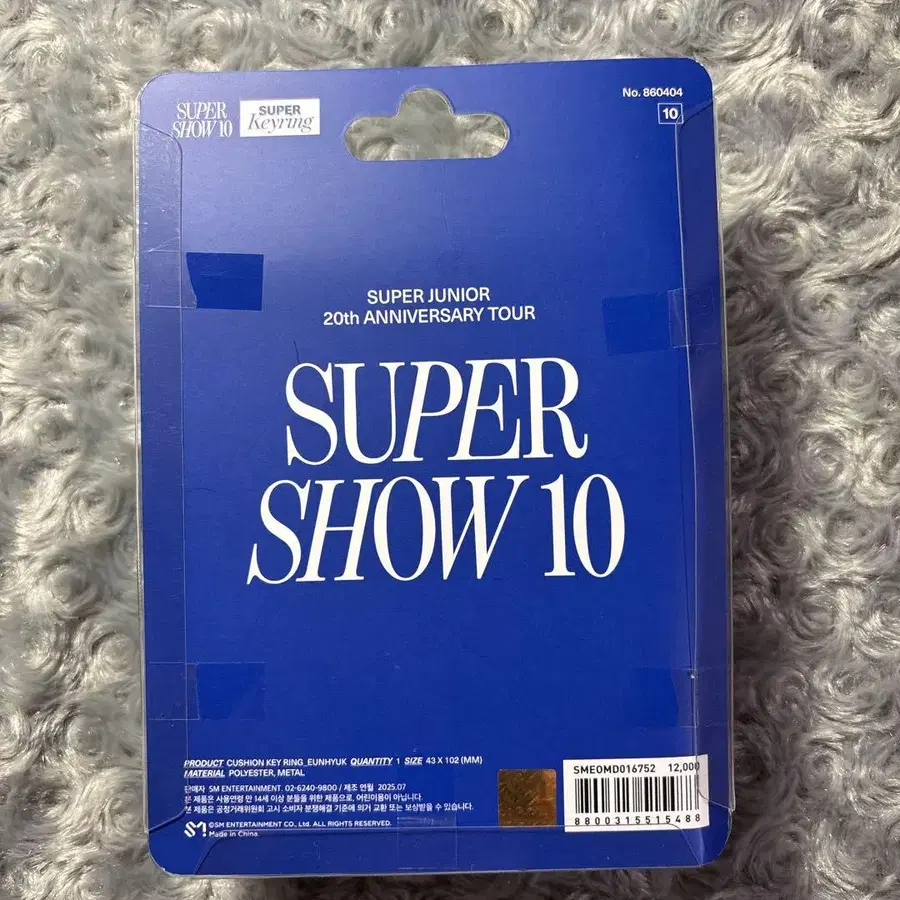 SUPER
SHOW 10
SUPER
Keyring
No. 860404
10
SUPER JUNIOR
20th ANNIVERSARY TOUR
SUPER
SHOW 10
PRODUCT CUSHION KEY RING_EUNHYUK QUANTITY 1 SIZE 43 X 102 (MM)
MATERIAL POLYESTER, METAL
판매자 SM ENTERTAINMENT. 02-6240-9800 / 제조 연월 2025.07
본 제품은 사용연령 만 14세 이상 분들을 위한 제품으로, 어린이용이 아닙니다.
본 제품은 공정거래위원회 고시 소비자 분쟁해결 기준에 의거 교환 또는 보상받을 수 있습니다.
SM
©SM ENTERTAINMENT CO., Ltd. ALL RIGHTS RESERVED.
Made in China.
SMEOMD016752 12,000
8800315515488